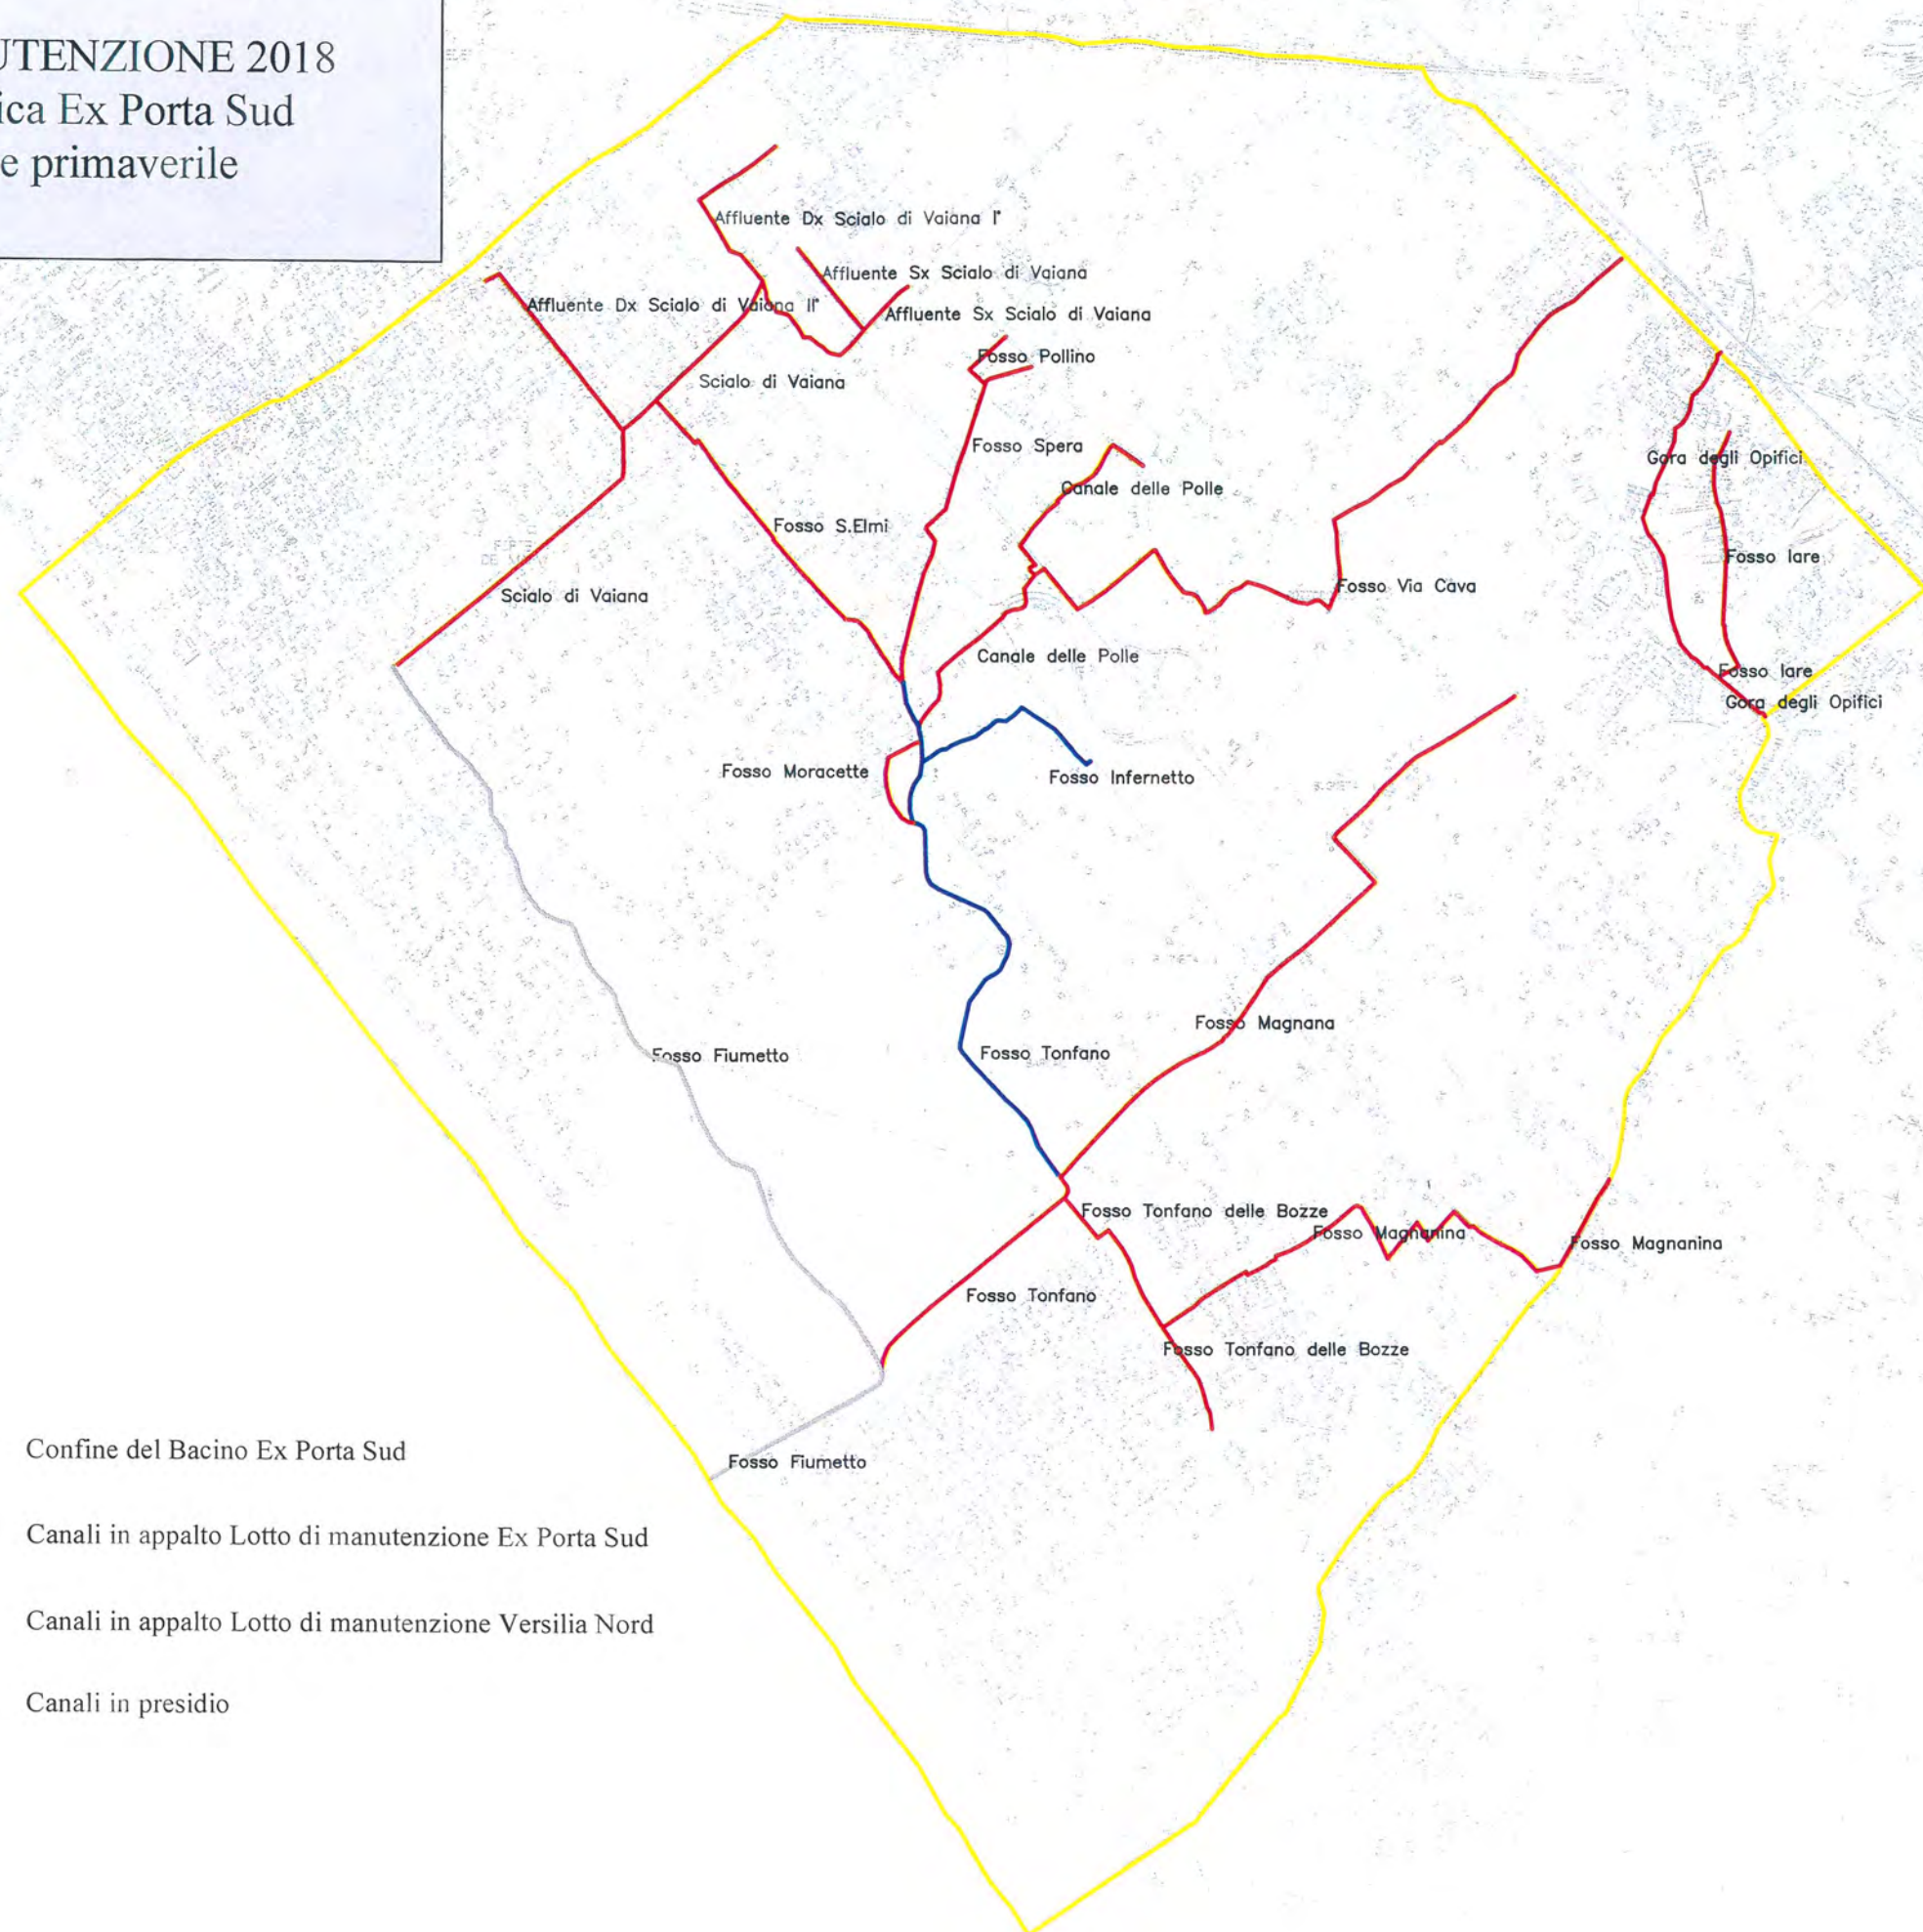 UTENZIONE 2018
ica Ex Porta Sud
e primaverile
Affluente Dx Scialo di Vaiana I°
Affluente Sx Scialo di Vaiana
Affluente Dx Scialo di Vaiana II°
Affluente Sx Scialo di Vaiana
Fosso Pollino
Scialo di Vaiana
Fosso Spera
Gora degli Opifici
Canale delle Polle
Fosso S.Elmi
Fosso Iare
Fosso Via Cava
Scialo di Vaiana
Canale delle Polle
Fosso Iare
Gora degli Opifici
Fosso Moracette
Fosso Infernetto
Fosso Magnana
Fosso Fiumetto
Fosso Tonfano
Fosso Tonfano delle Bozze
Fosso Magnanina
Fosso Magnanina
Fosso Tonfano
Fosso Tonfano delle Bozze
Fosso Fiumetto
Confine del Bacino Ex Porta Sud
Canali in appalto Lotto di manutenzione Ex Porta Sud
Canali in appalto Lotto di manutenzione Versilia Nord
Canali in presidio